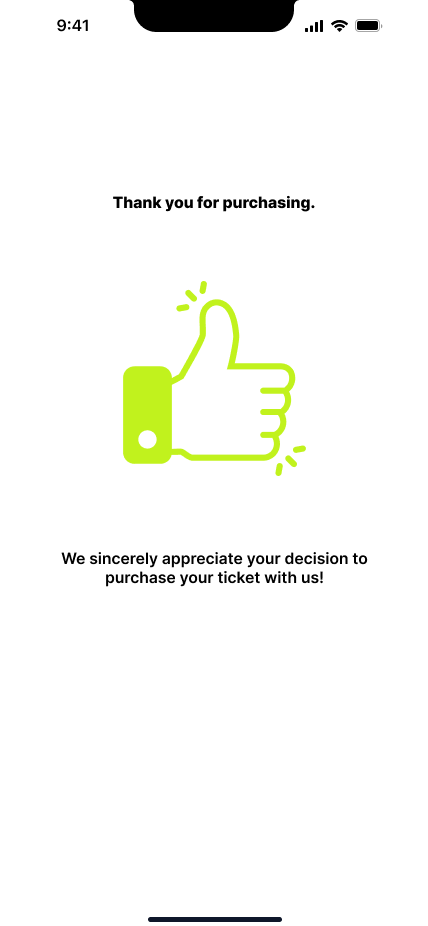 9:41
Thank you for purchasing.
We sincerely appreciate your decision to
purchase your ticket with us!